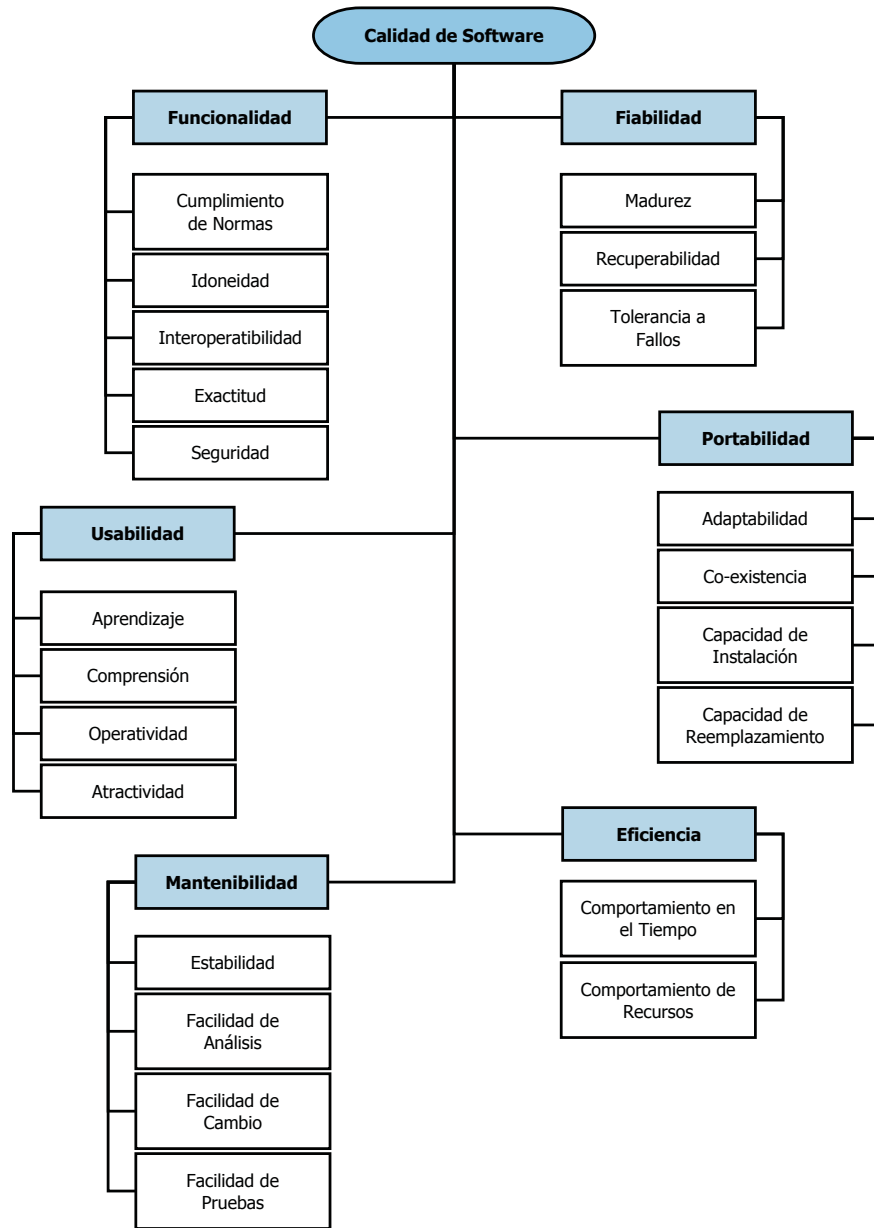 Calidad de Software
Funcionalidad
Cumplimiento
de Normas
Idoneidad
Interoperatibilidad
Exactitud
Seguridad
Fiabilidad
Madurez
Recuperabilidad
Tolerancia a
Fallos
Portabilidad
Adaptabilidad
Co-existencia
Capacidad de
Instalación
Capacidad de
Reemplazamiento
Usabilidad
Aprendizaje
Comprensión
Operatividad
Atractividad
Eficiencia
Comportamiento en
el Tiempo
Comportamiento de
Recursos
Mantenibilidad
Estabilidad
Facilidad de
Análisis
Facilidad de
Cambio
Facilidad de
Pruebas